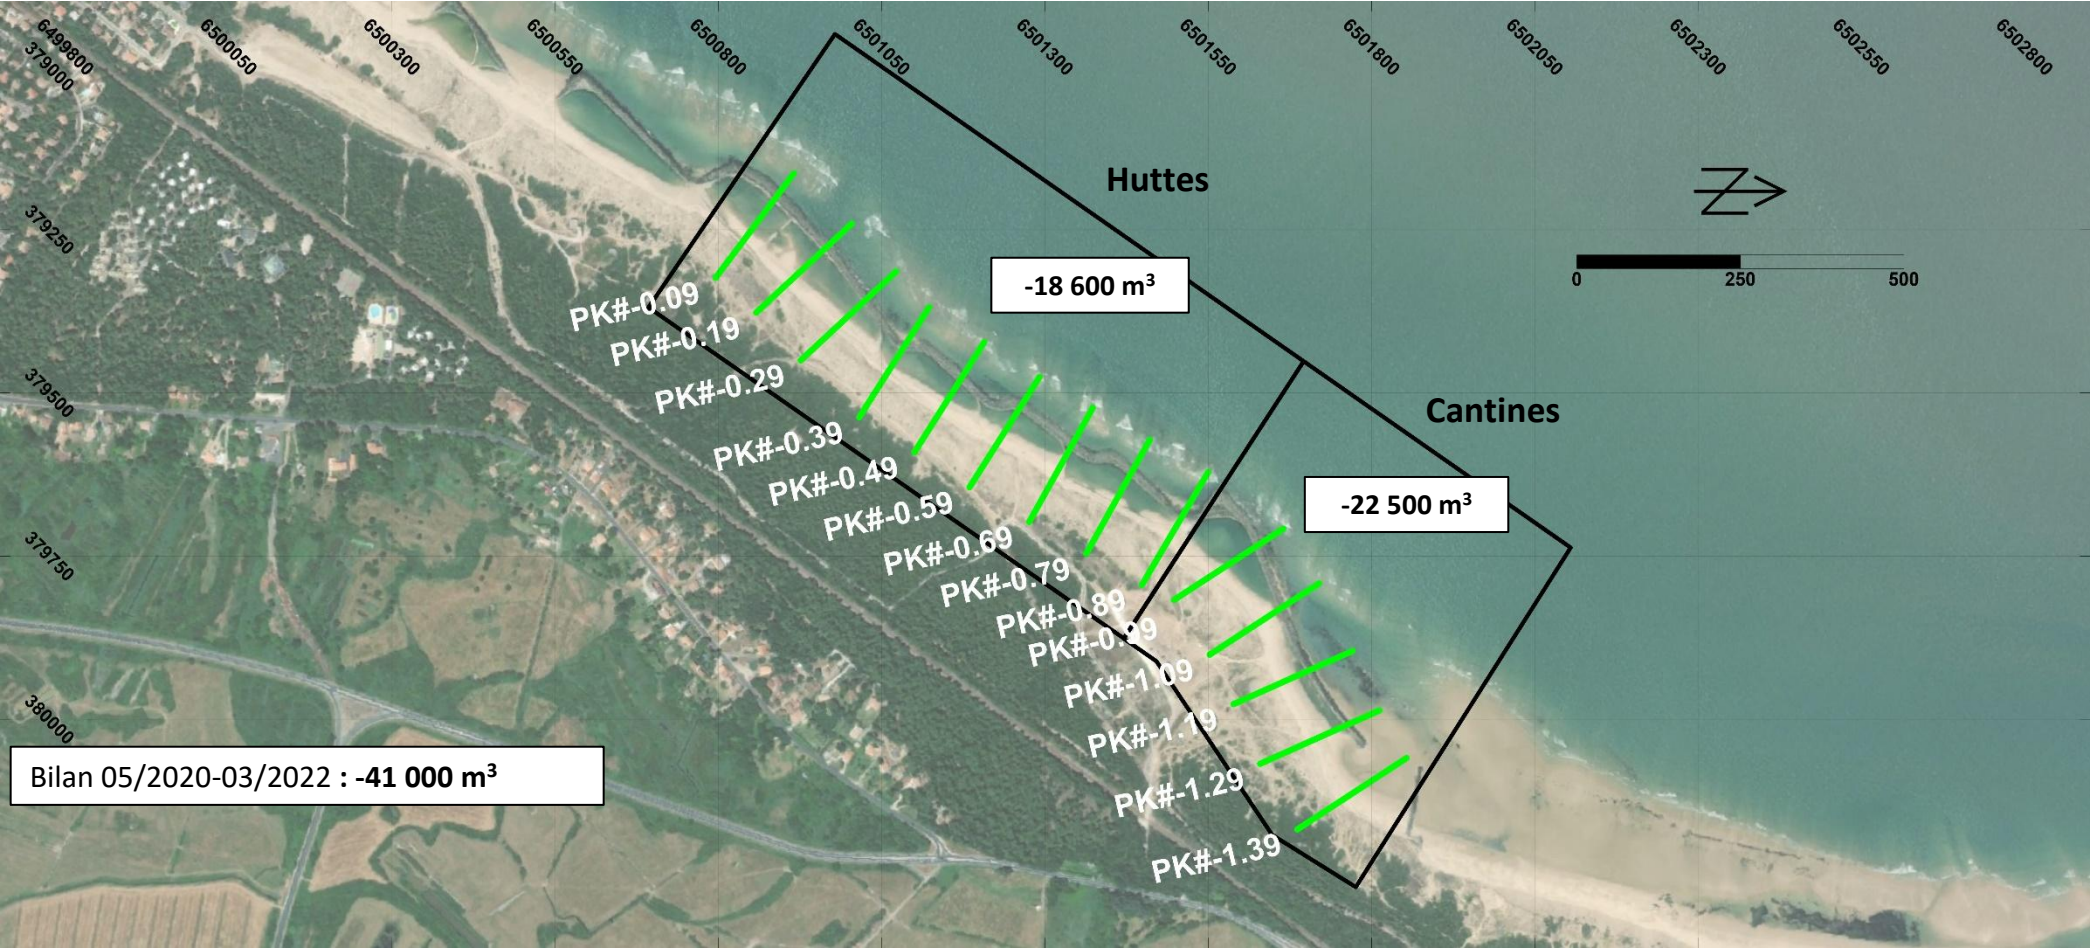 6499800
6500050
6500300
6500550
6500800
6501050
6501300
6501550
6501800
6502050
6502300
6502550
6502800
379000
379250
379500
379750
380000
Huttes
-18 600 m³
Cantines
-22 500 m³
N
0 250 500
PK#-0.09
PK#-0.19
PK#-0.29
PK#-0.39
PK#-0.49
PK#-0.59
PK#-0.69
PK#-0.79
PK#-0.89
PK#-0.99
PK#-1.09
PK#-1.19
PK#-1.29
PK#-1.39
Bilan 05/2020-03/2022 : -41 000 m³